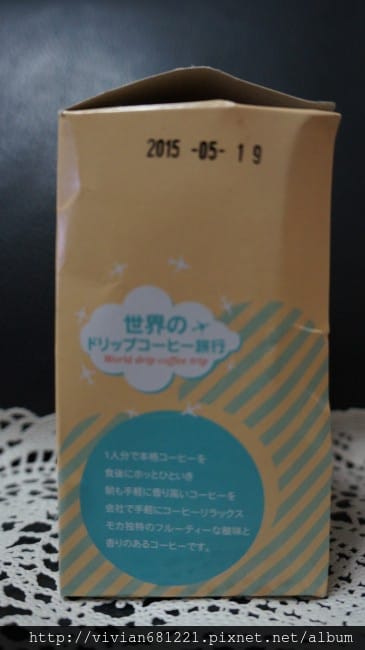 2015 -05- 19
世界の
ドリップコーヒー旅行
World drip coffee trip
1人分で本格コーヒーを
食後にホッとひといき
朝も手軽に香り高いコーヒーを
会社で手軽にコーヒーリラックス
モカ独特のフルーティーな酸味と
香りのあるコーヒーです。
http://vivian681221.pixnet.net/album